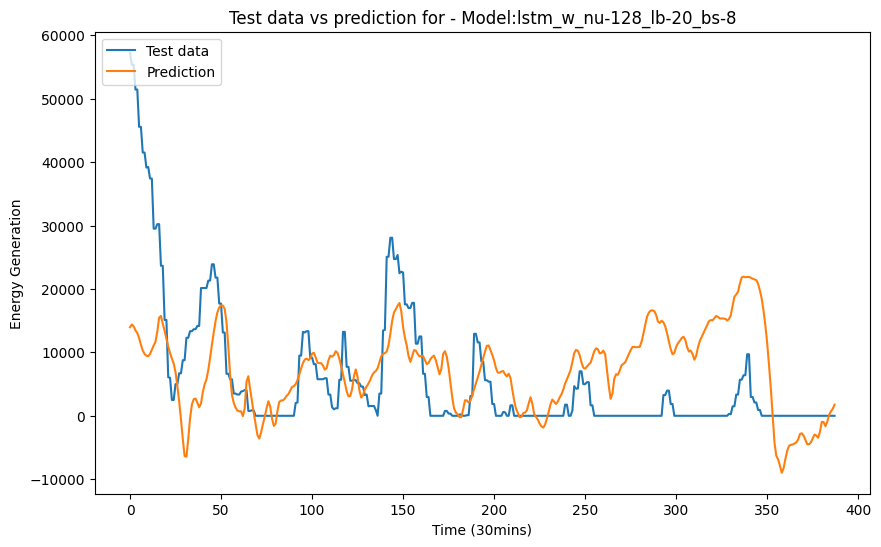 Test data vs prediction for - Model:lstm_w_nu-128_lb-20_bs-8
Test data
Prediction
Energy Generation
60000
50000
40000
30000
20000
10000
0
−10000
0 50 100 150 200 250 300 350 400
Time (30mins)